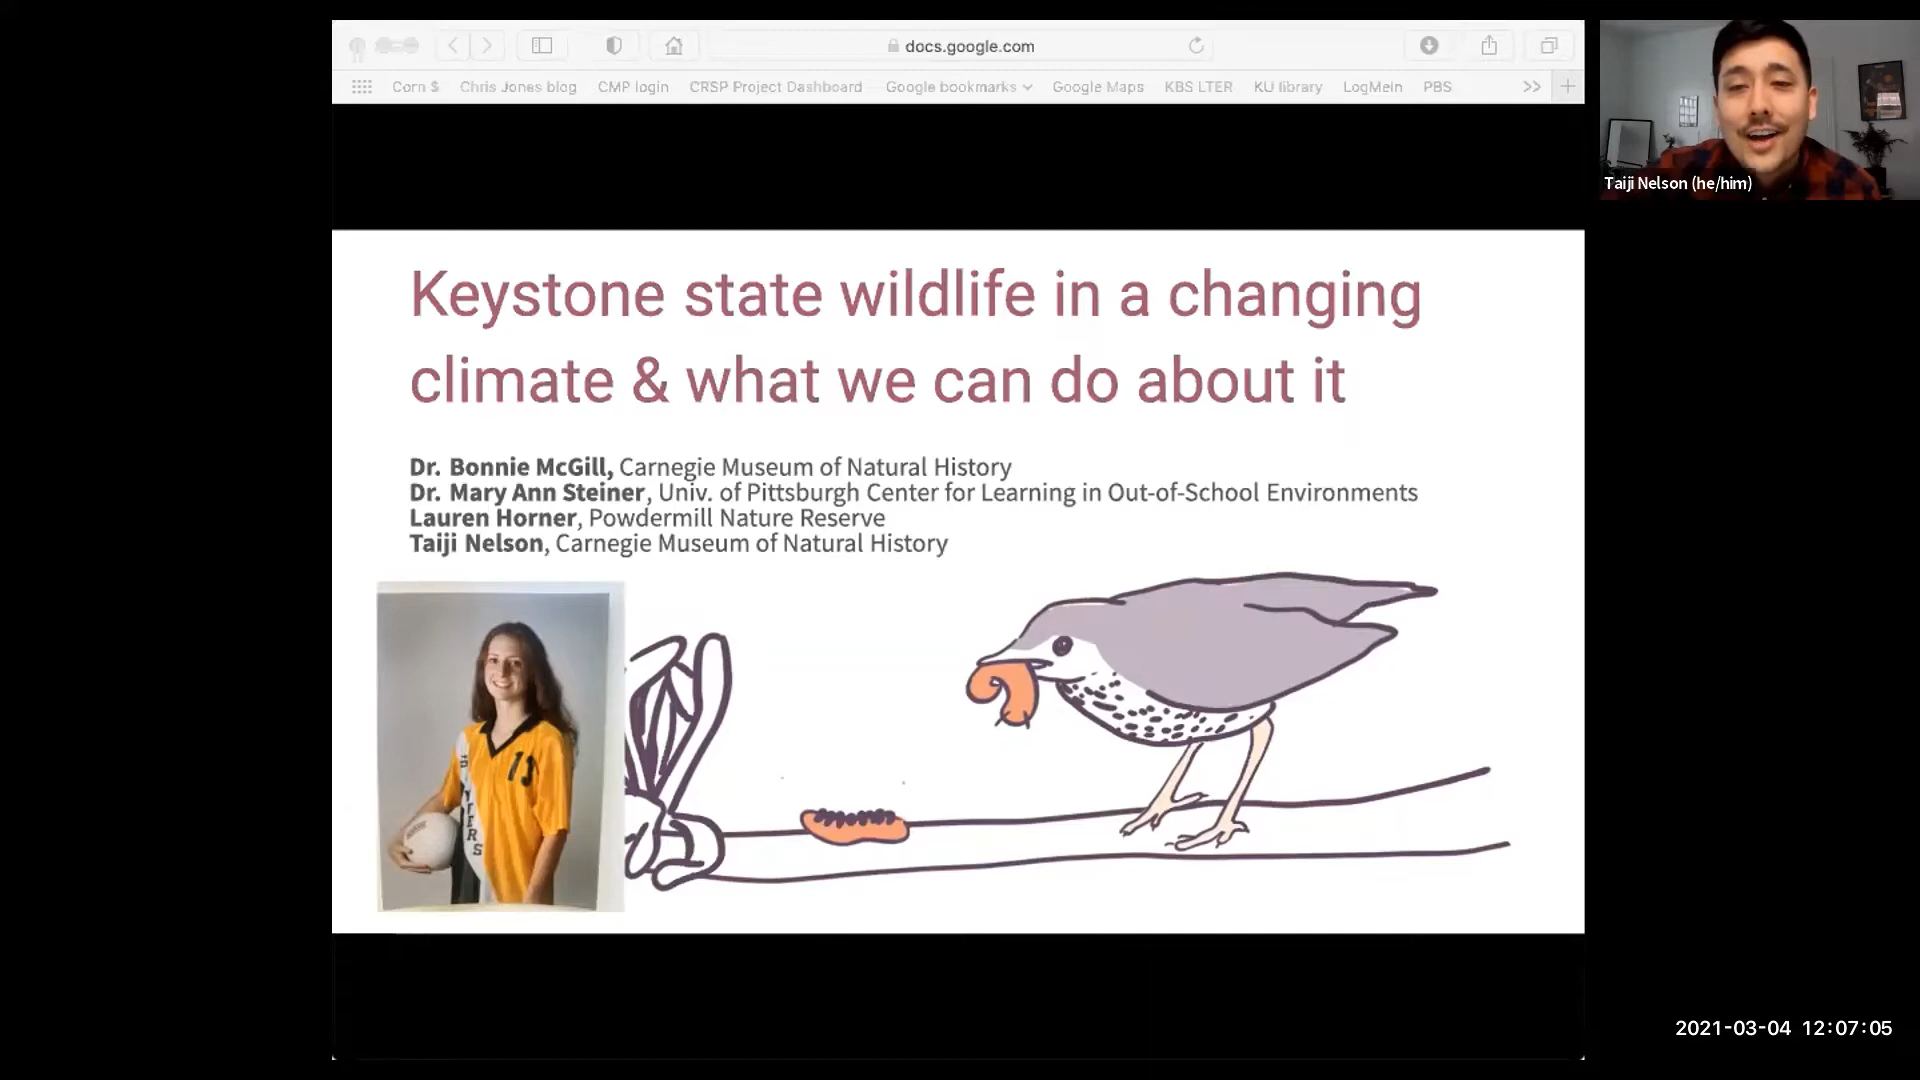 docs.google.com
Corn $ Chris Jones blog CMP login CRSP Project Dashboard Google bookmarks Google Maps KBS LTER KU library LogMeIn PBS >> +
Taiji Nelson (he/him)
Keystone state wildlife in a changing
climate & what we can do about it
Dr. Bonnie McGill, Carnegie Museum of Natural History
Dr. Mary Ann Steiner, Univ. of Pittsburgh Center for Learning in Out-of-School Environments
Lauren Horner, Powdermill Nature Reserve
Taiji Nelson, Carnegie Museum of Natural History
2021-03-04 12:07:05